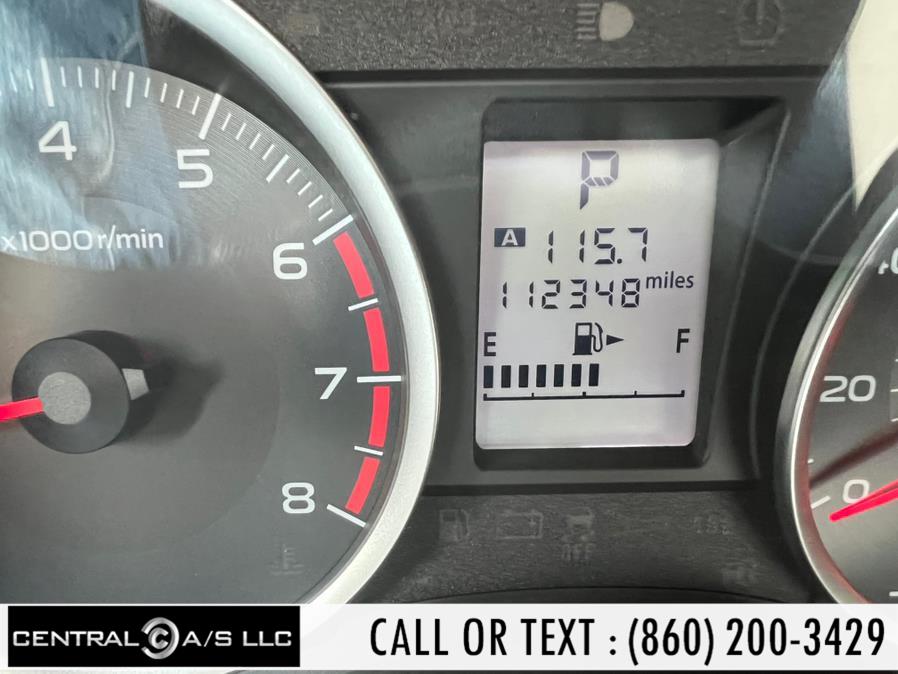 4
5
x1000r/min
6
7
8
P
A 115.7
112348 miles
E F
20
0
OFF
CENTRAL C A/S LLC
CALL OR TEXT : (860) 200-3429